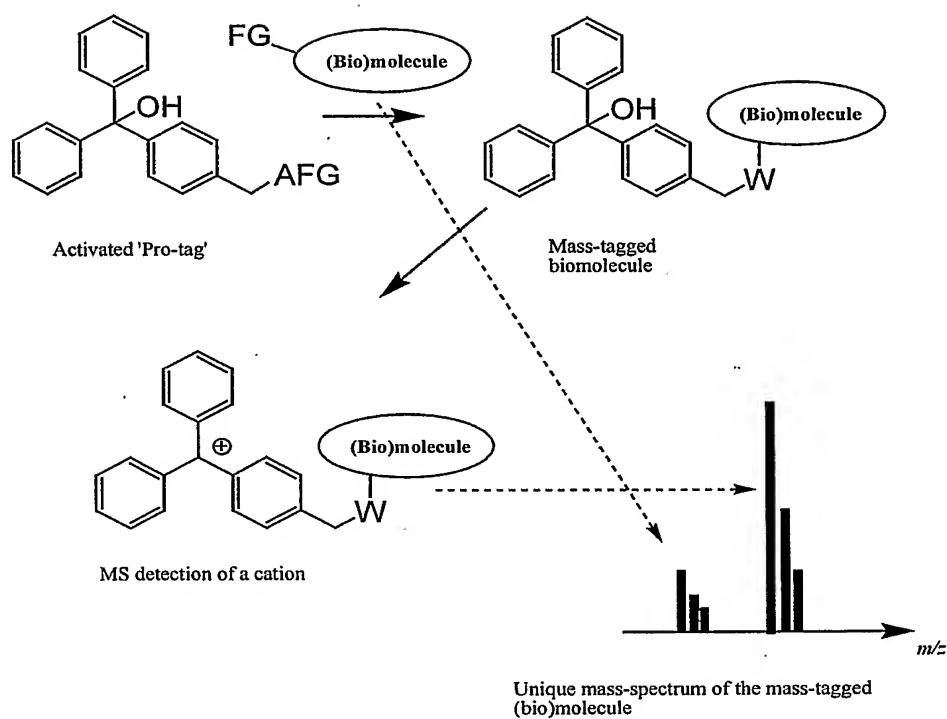 FG
(Bio)molecule
OH
AFG
Activated 'Pro-tag'
OH
(Bio)molecule
W
Mass-tagged
biomolecule
⊕
(Bio)molecule
W
MS detection of a cation
m/z
Unique mass-spectrum of the mass-tagged
(bio)molecule